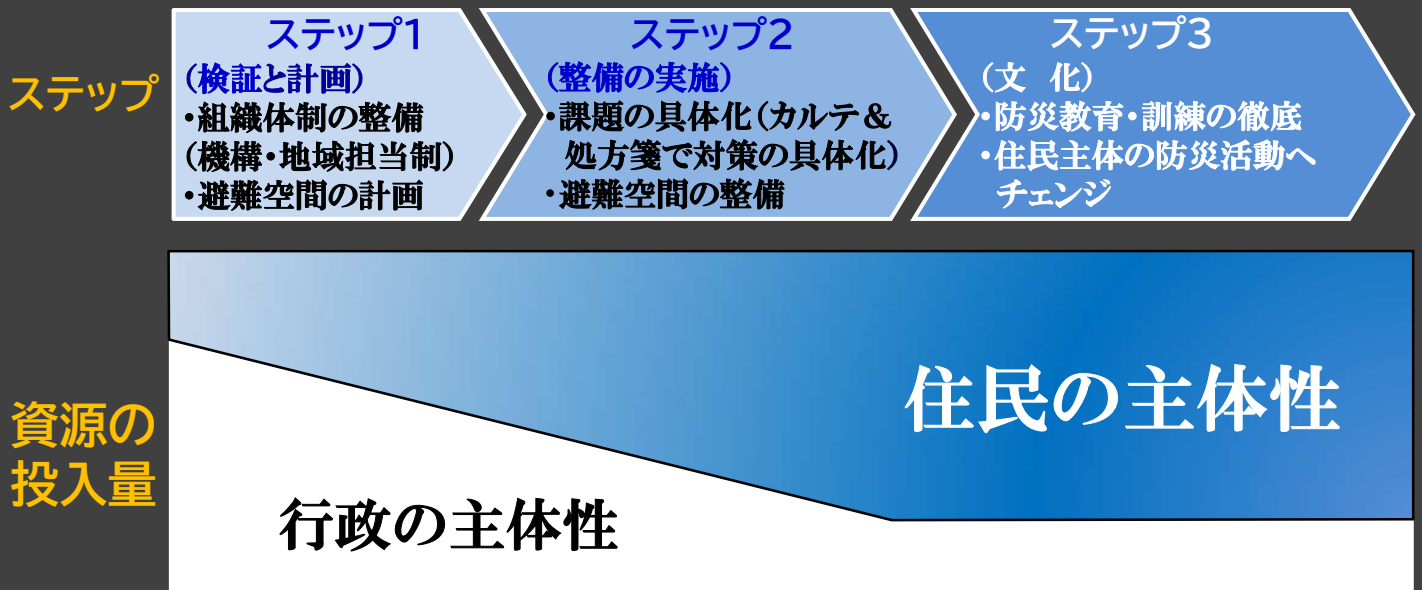 ステップ
ステップ1
(検証と計画)
・組織体制の整備
(機構・地域担当制)
・避難空間の計画
ステップ2
(整備の実施)
・課題の具体化(カルテ&
処方箋で対策の具体化)
・避難空間の整備
ステップ3
(文 化)
・防災教育・訓練の徹底
・住民主体の防災活動へ
チェンジ
資源の
投入量
住民の主体性
行政の主体性